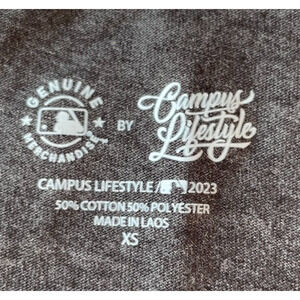 GENUINE
MERCHANDISE
BY
Campus
Lifestyle
CAMPUS LIFESTYLE / 2023
50% COTTON 50% POLYESTER
MADE IN LAOS
XS